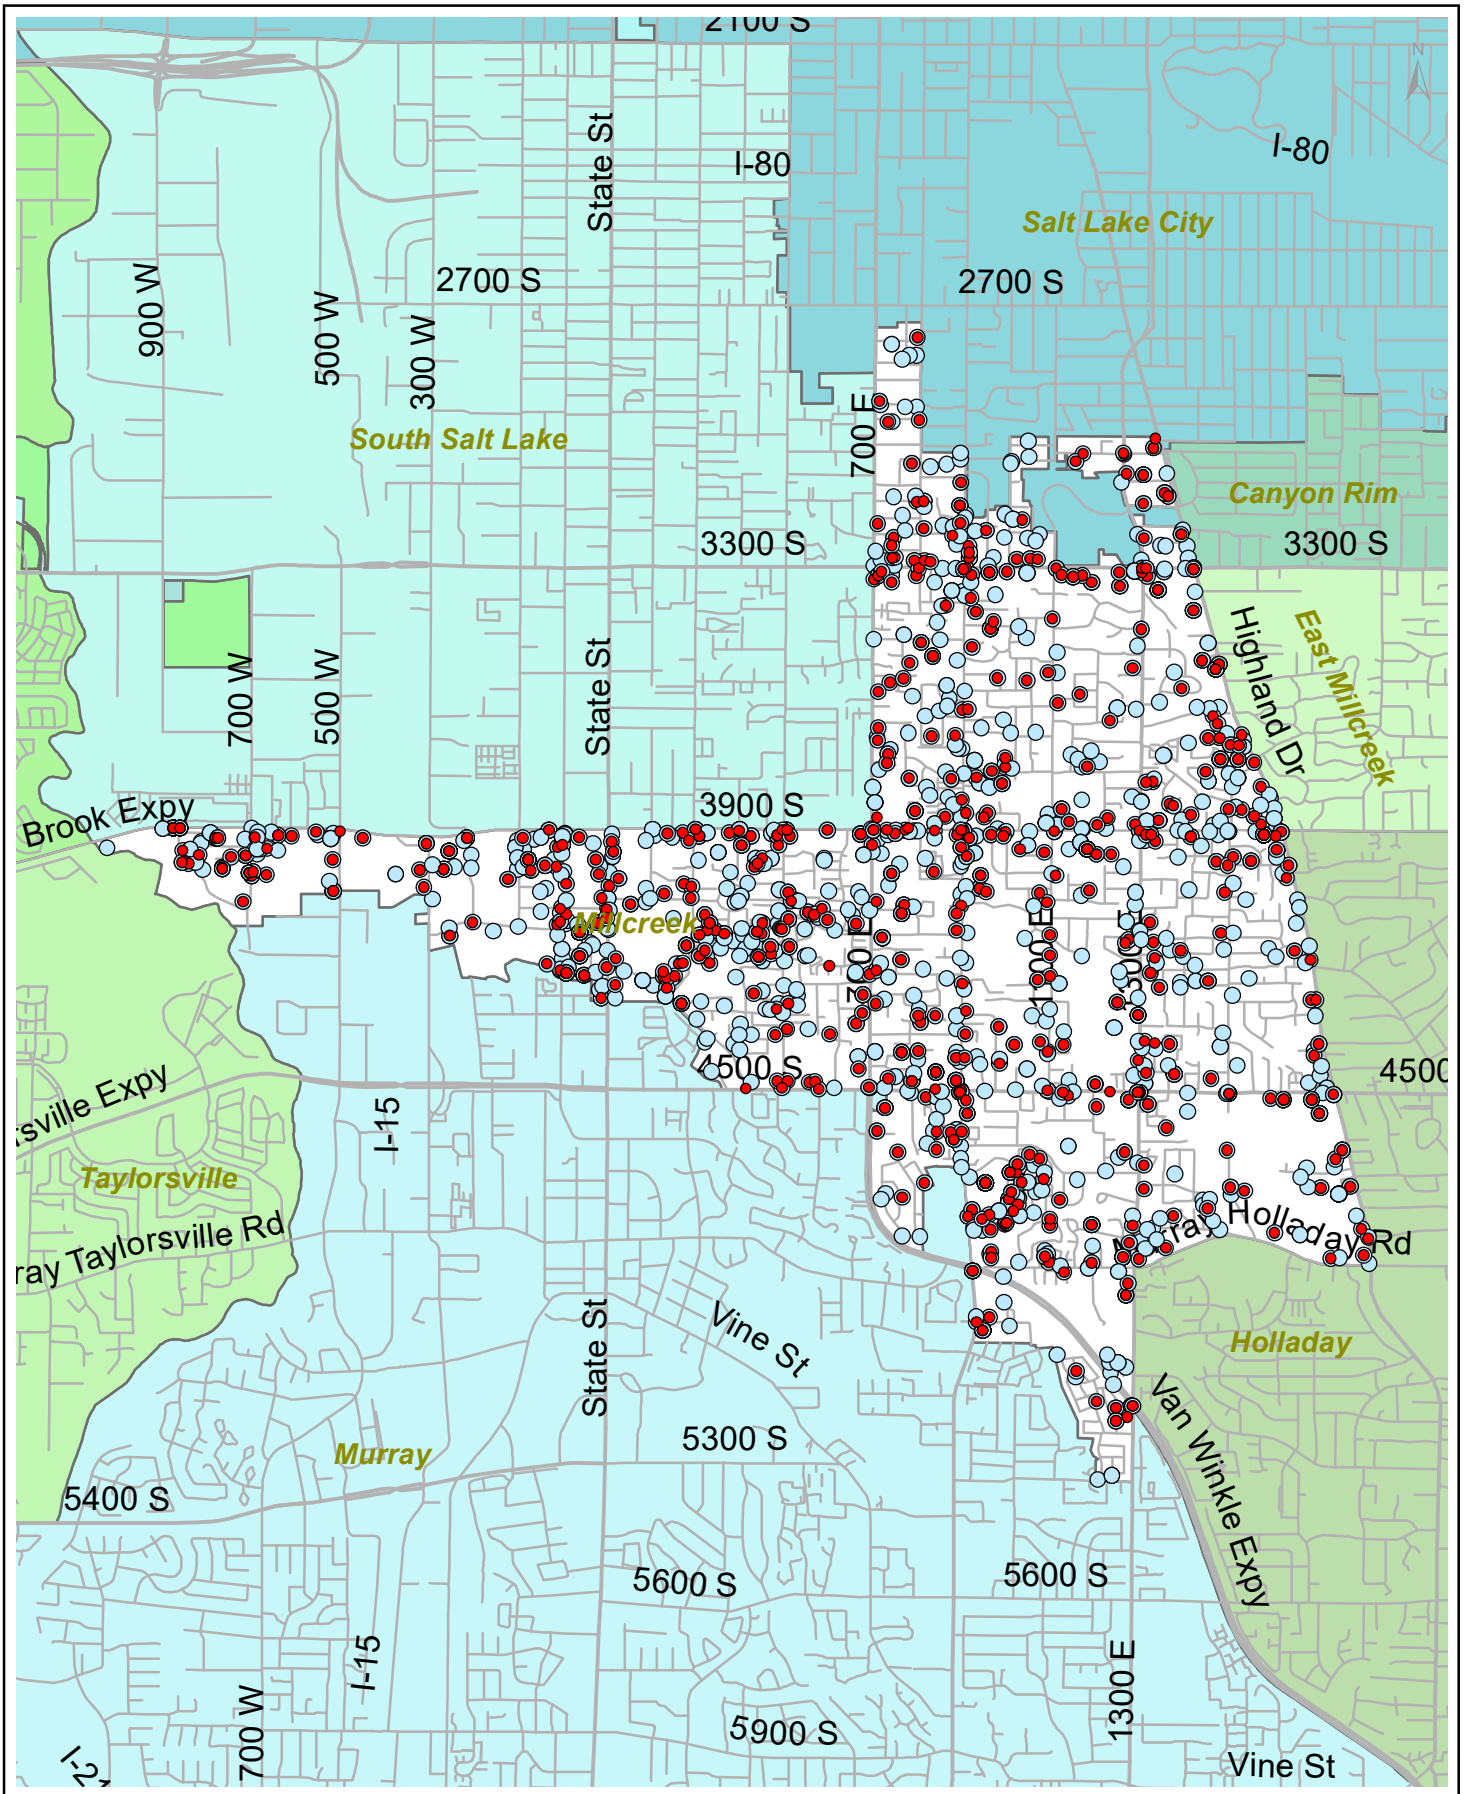 2100 S
N
State St
I-80
I-80
Salt Lake City
900 W
2700 S
2700 S
500 W
300 W
700 E
South Salt Lake
Canyon Rim
3300 S
3300 S
Highland Dr
East Millcreek
700 W
500 W
State St
3900 S
Brook Expy
Millcreek
1300 E
4500 S
4500
rsville Expy
I-15
Taylorsville
ray Taylorsville Rd
Murray Holladay Rd
State St
Vine St
Holladay
Van Winkle Expy
5300 S
Murray
5400 S
5600 S
5600 S
I-15
1300 E
700 W
5900 S
Vine St